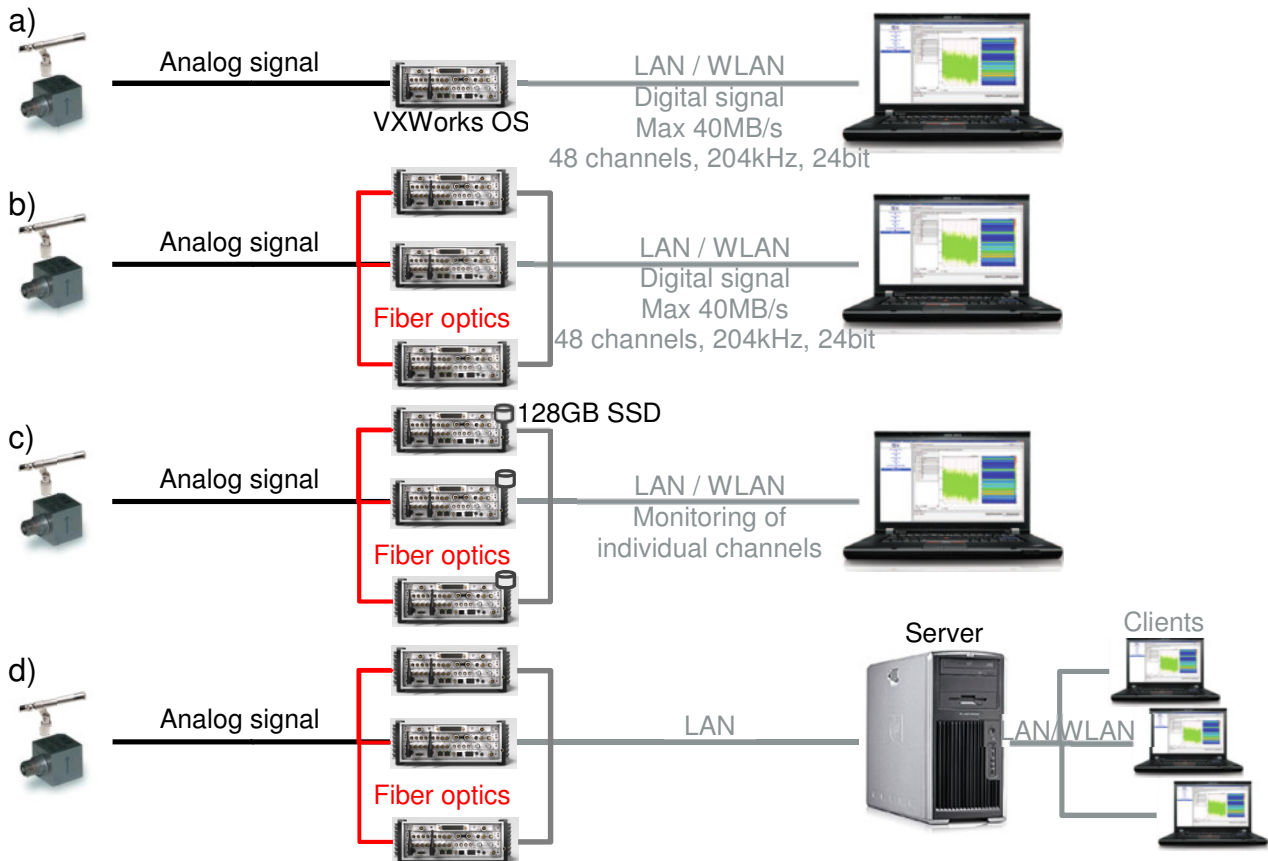 a)
Analog signal
VXWorks OS
LAN / WLAN
Digital signal
Max 40MB/s
48 channels, 204kHz, 24bit
b)
Analog signal
Fiber optics
LAN / WLAN
Digital signal
Max 40MB/s
48 channels, 204kHz, 24bit
c)
128GB SSD
Analog signal
Fiber optics
LAN / WLAN
Monitoring of
individual channels
d)
Analog signal
Fiber optics
LAN
Server
LAN/WLAN
Clients